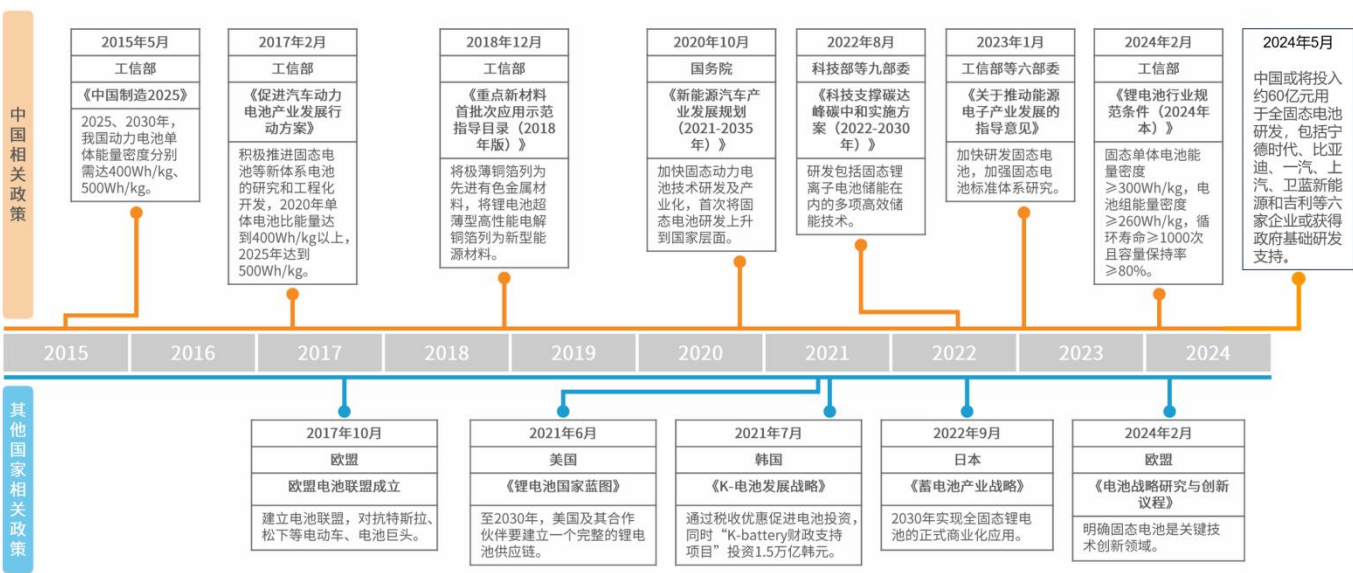 中国相关政策
2015年5月
工信部
《中国制造2025》
2025、2030年，
我国动力电池单
体能量密度分别
需达400Wh/kg、
500Wh/kg。
2017年2月
工信部
《促进汽车动力
电池产业发展行
动方案》
积极推进固态电
池等新体系电池
的研究和工程化
开发，2020年单
体电池比能量达
到400Wh/kg以上，
2025年达到
500Wh/kg。
2018年12月
工信部
《重点新材料
首批次应用示范
指导目录（2018
年版）》
将极薄铜箔列为
先进有色金属材
料，将锂电池超
薄型高性能电解
铜箔列为新型能
源材料。
2020年10月
国务院
《新能源汽车产
业发展规划
（2021-2035
年）》
加快固态动力电
池技术研发及产
业化，首次将固
态电池研发上升
到国家层面。
2022年8月
科技部等九部委
《科技支撑碳达
峰碳中和实施方
案（2022-2030
年）》
研发包括固态锂
离子电池储能在
内的多项高效储
能技术。
2023年1月
工信部等六部委
《关于推动能源
电子产业发展的
指导意见》
加快研发固态电
池，加强固态电
池标准体系研究。
2024年2月
工信部
《锂电池行业规
范条件（2024年
本）》
固态单体电池能
量密度
≥300Wh/kg，电
池组能量密度
≥260Wh/kg，循
环寿命≥1000次
且容量保持率
≥80%。
2024年5月
中国或将投入
约60亿元用
于全固态电池
研发，包括宁
德时代、比亚
迪、一汽、上
汽、卫蓝新能
源和吉利等六
家企业或获得
政府基础研发
支持。
2015 2016 2017 2018 2019 2020 2021 2022 2023 2024
其他国家相关政策
2017年10月
欧盟
欧盟电池联盟成立
建立电池联盟，对抗特斯拉、
松下等电动车、电池巨头。
2021年6月
美国
《锂电池国家蓝图》
至2030年，美国及其合作
伙伴要建立一个完整的锂电
池供应链。
2021年7月
韩国
《K-电池发展战略》
通过税收优惠促进电池投资，
同时“K-battery财政支持
项目”投资1.5万亿韩元。
2022年9月
日本
《蓄电池产业战略》
2030年实现全固态锂电
池的正式商业化应用。
2024年2月
欧盟
《电池战略研究与创新
议程》
明确固态电池是关键技
术创新领域。